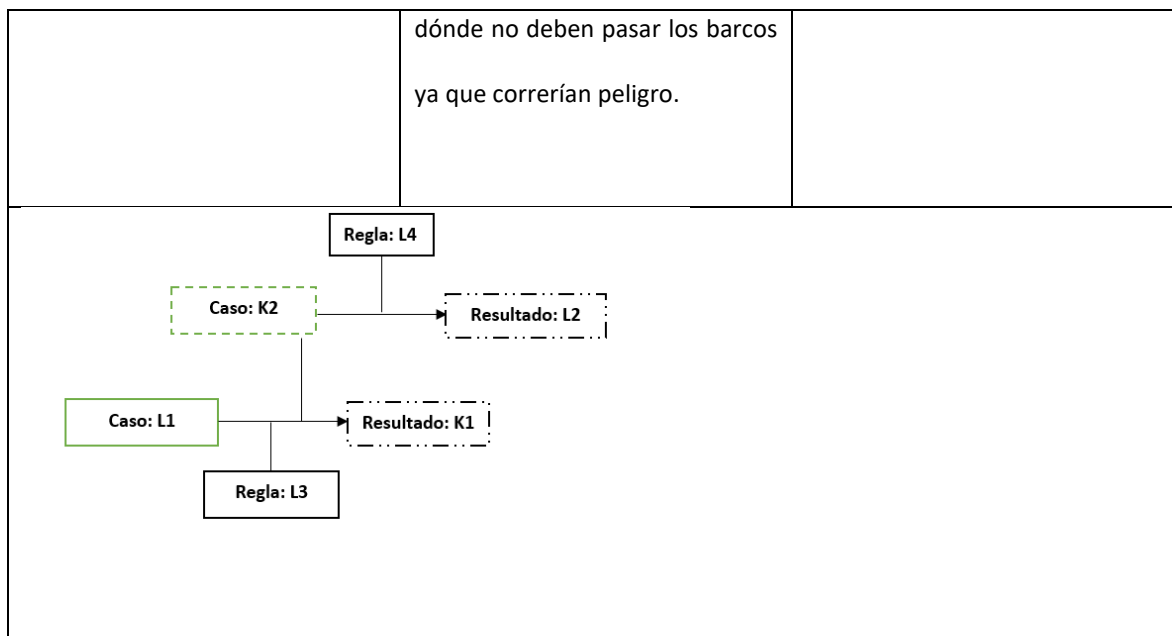 dónde no deben pasar los barcos
ya que correrían peligro.
Regla: L4
Caso: K2
Resultado: L2
Caso: L1
Resultado: K1
Regla: L3